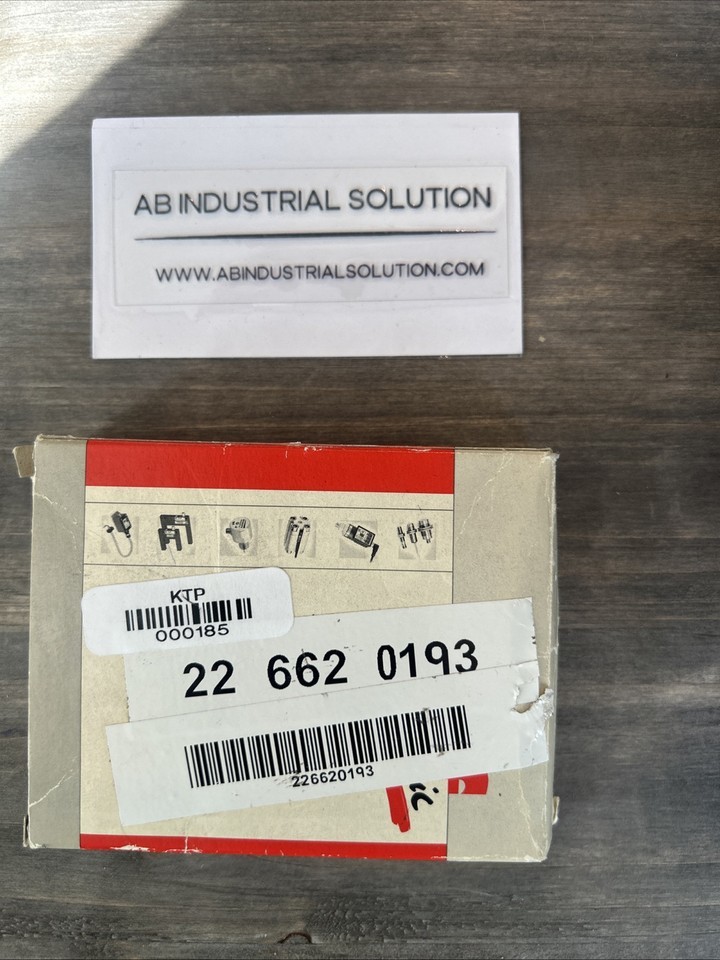 AB INDUSTRIAL SOLUTION
WWW.ABINDUSTRIALSOLUTION.COM
KTP
000185
22 662 0193
226620193